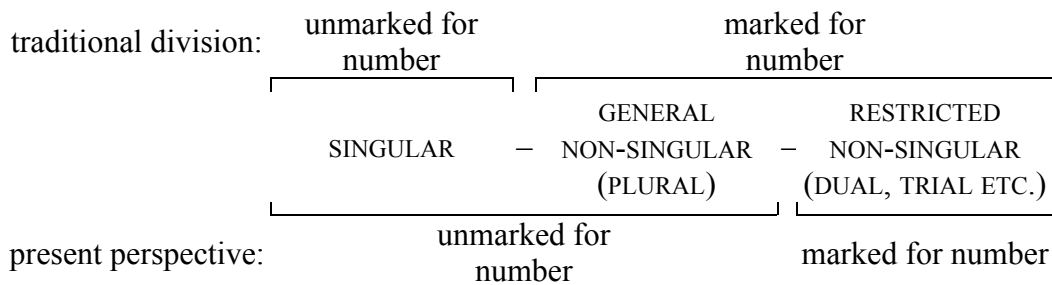 traditional division: unmarked for number marked for number
GENERAL RESTRICTED
SINGULAR – NON-SINGULAR – NON-SINGULAR
(PLURAL) (DUAL, TRIAL ETC.)
present perspective: unmarked for number marked for number